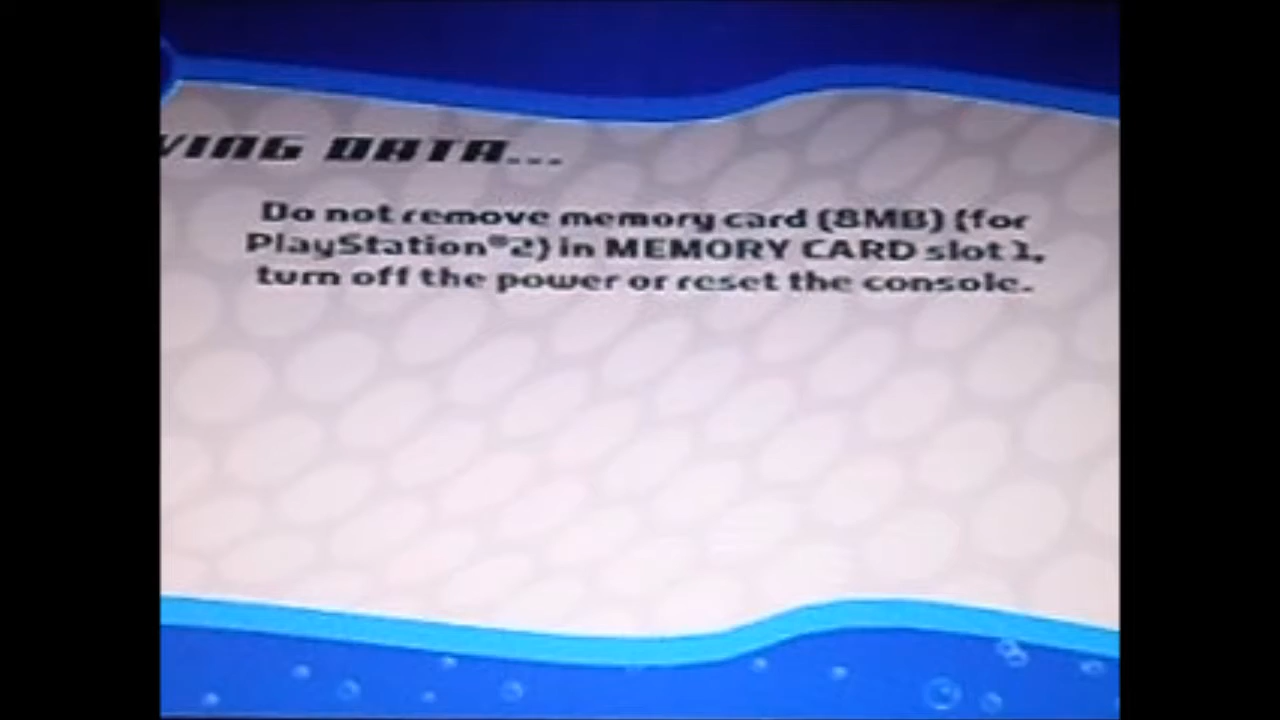 VING DATA...
Do not remove memory card (8MB) (for
PlayStation®2) in MEMORY CARD slot 1,
turn off the power or reset the console.